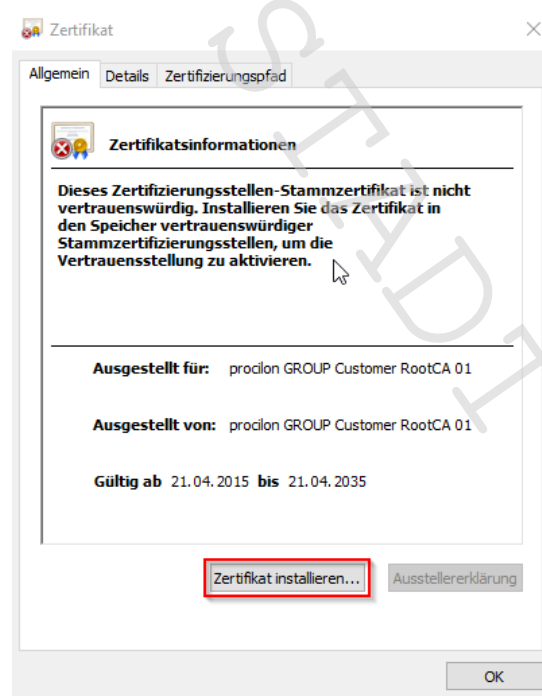 Zertifikat
Allgemein Details Zertifizierungspfad
Zertifikatsinformationen
Dieses Zertifizierungsstellen-Stammzertifikat ist nicht
vertrauenswürdig. Installieren Sie das Zertifikat in
den Speicher vertrauenswürdiger
Stammzertifizierungsstellen, um die
Vertrauensstellung zu aktivieren.
Ausgestellt für: procilon GROUP Customer RootCA 01
Ausgestellt von: procilon GROUP Customer RootCA 01
Gültig ab 21.04.2015 bis 21.04.2035
Zertifikat installieren... Ausstellererklärung
OK